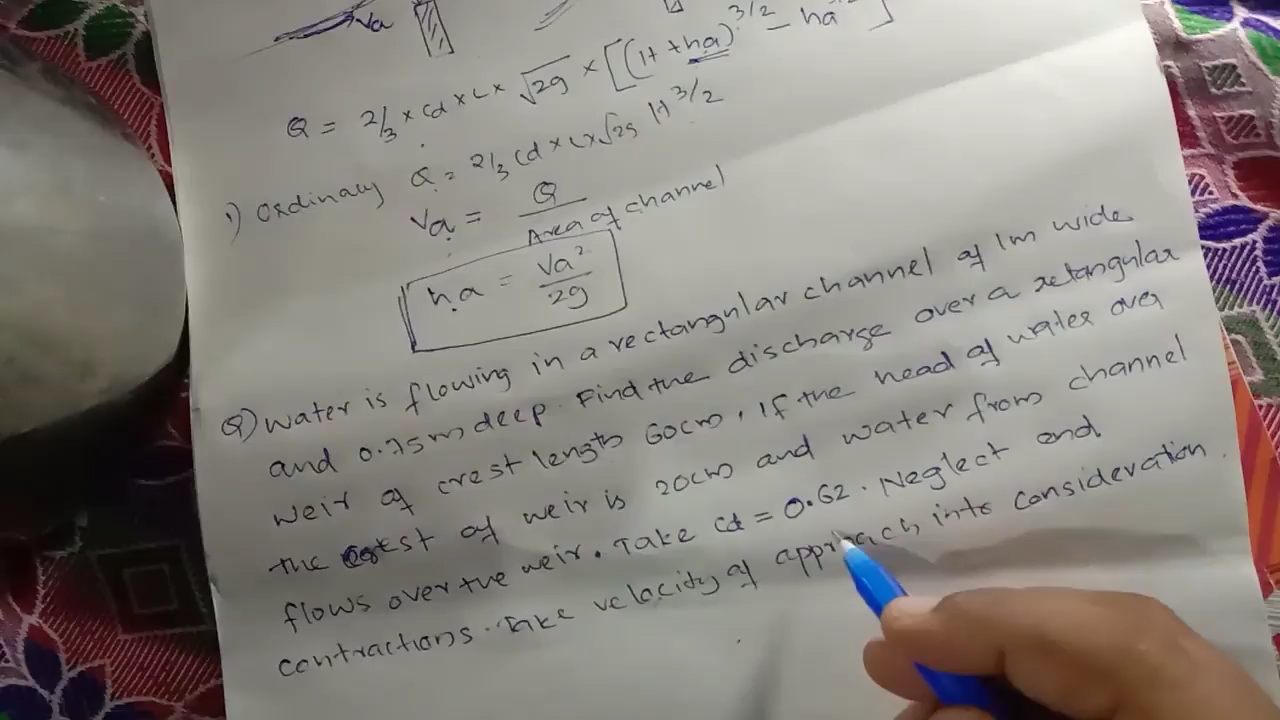 Va
Q = 2/3 × Cd × L × √2g × [(H + ha)^3/2 − ha
1) Ordinary Q = 2/3 Cd × L × √2g H^3/2
Va = Q / Area of channel
ha = Va² / 2g
Q) Water is flowing in a rectangular channel of 1m wide
and 0.75m deep. Find the discharge over a rectangular
weir of crest length 60cm, If the head of water over
the crest of weir is 20cm and water from channel
flows over the weir. Take Cd = 0.62. Neglect end
contractions. Take velocity of approach into consideration.